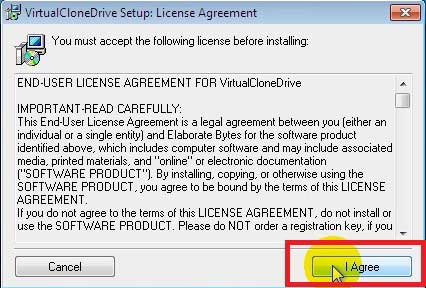 VirtualCloneDrive Setup: License Agreement
You must accept the following license before installing:
END-USER LICENSE AGREEMENT FOR VirtualCloneDrive
IMPORTANT-READ CAREFULLY:
This End-User License Agreement is a legal agreement between you (either an
individual or a single entity) and Elaborate Bytes for the software product
identified above, which includes computer software and may include associated
media, printed materials, and "online" or electronic documentation
("SOFTWARE PRODUCT"). By installing, copying, or otherwise using the
SOFTWARE PRODUCT, you agree to be bound by the terms of this LICENSE
AGREEMENT.
If you do not agree to the terms of this LICENSE AGREEMENT, do not install or
use the SOFTWARE PRODUCT. Please do NOT order a registration key, if you
Cancel
I Agree